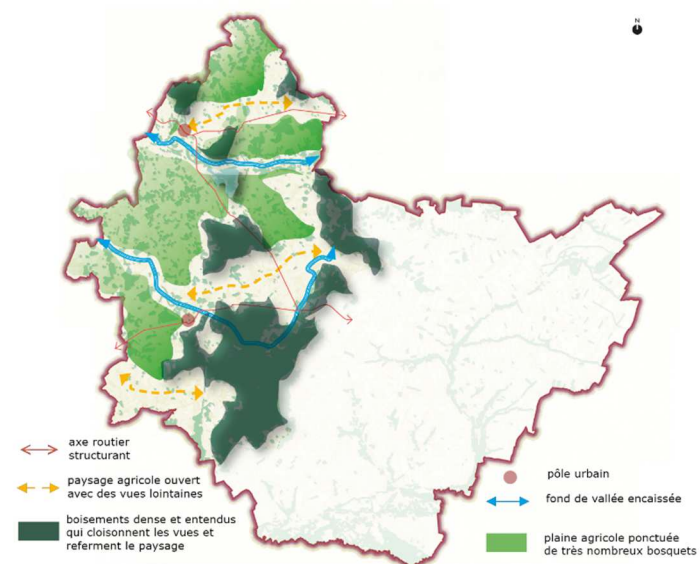 N
axe routier
structurant
paysage agricole ouvert
avec des vues lointaines
boisements dense et entendus
qui cloisonnent les vues et
referment le paysage
pôle urbain
fond de vallée encaissée
plaine agricole ponctuée
de très nombreux bosquets